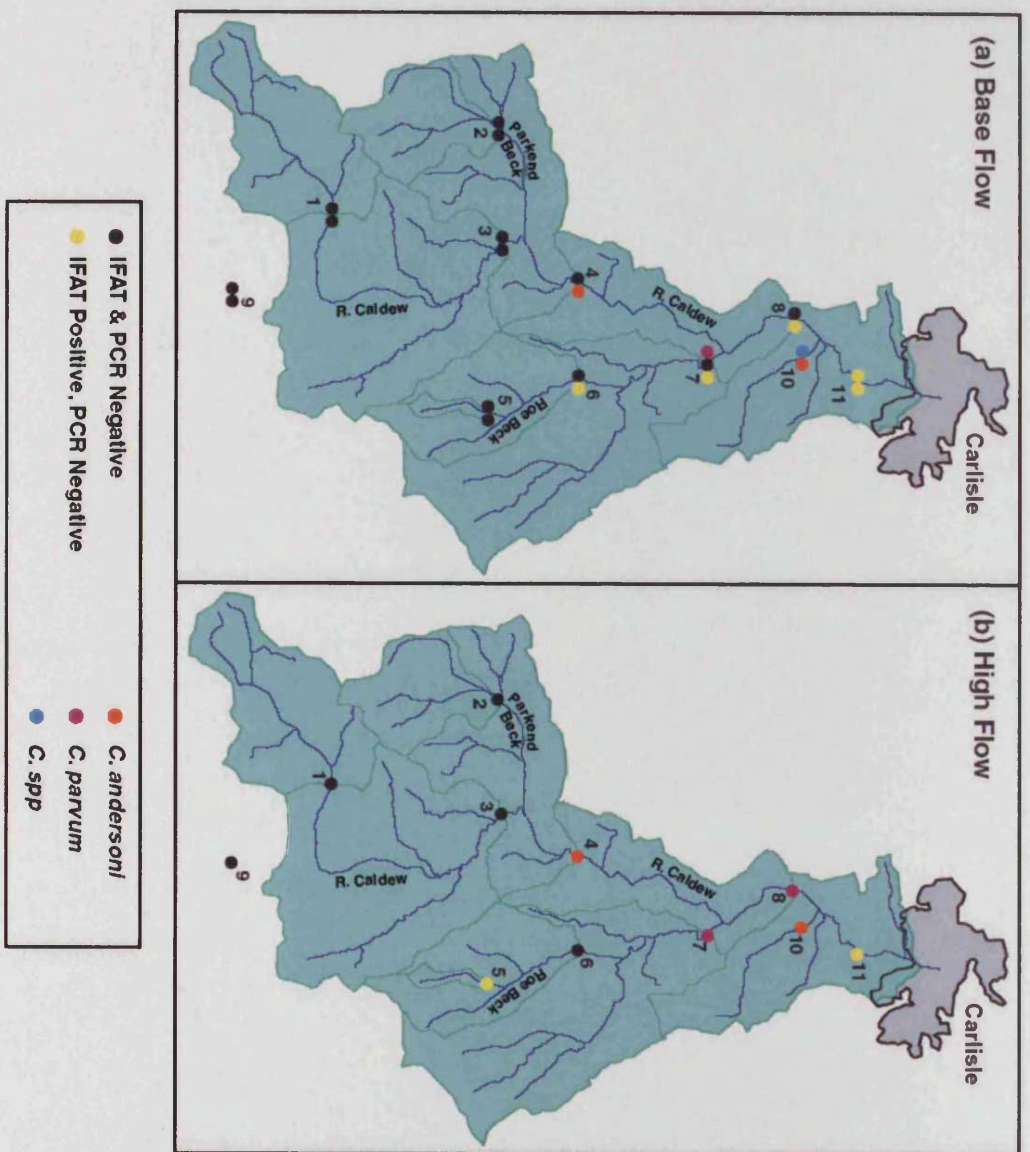 (a) Base Flow
Carlisle
11
10
8
7
R. Caldew
6
4
Roe Beck
5
3
Parkend
Beck
2
R. Caldew
1
9
(b) High Flow
Carlisle
11
10
8
7
R. Caldew
6
4
Roe Beck
5
3
Parkend
Beck
2
R. Caldew
1
9
IFAT & PCR Negative
IFAT Positive, PCR Negative
C. andersoni
C. parvum
C. spp